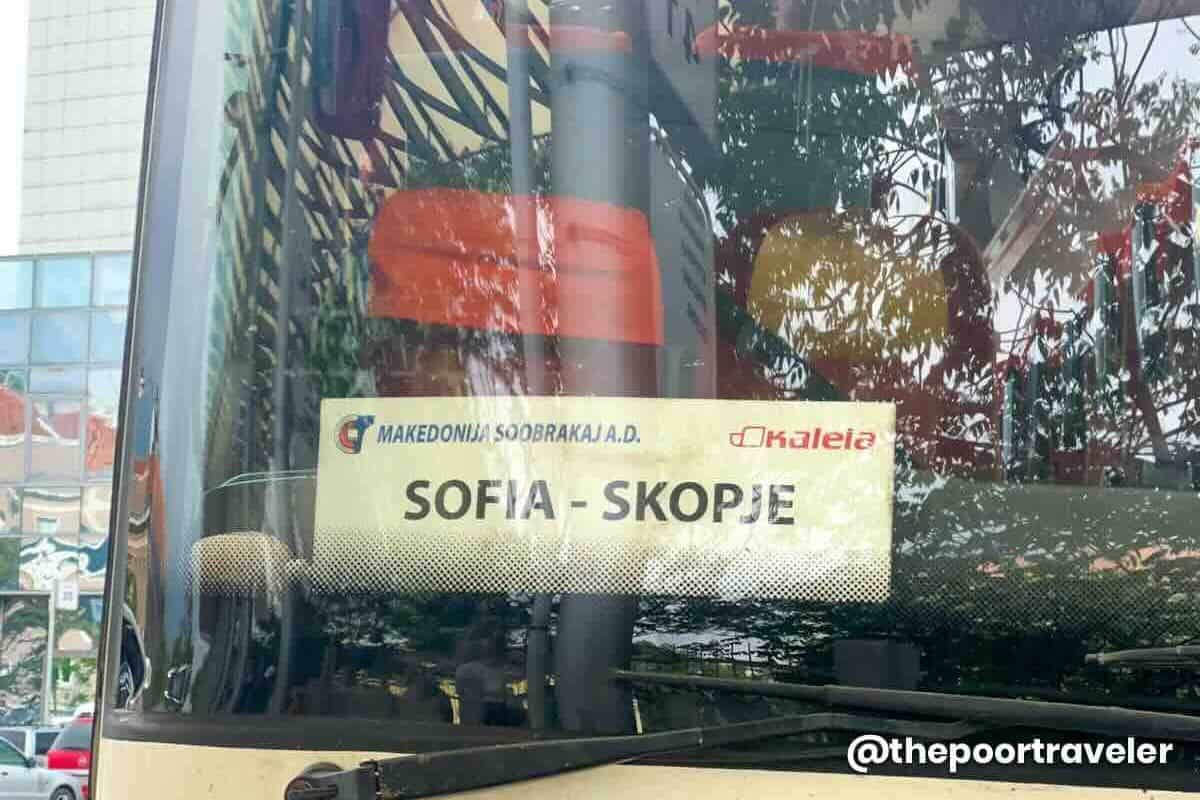 MAKEDONIJA SOOBRAKAJ A.D.
kaleia
SOFIA - SKOPJE
@thepoortraveler